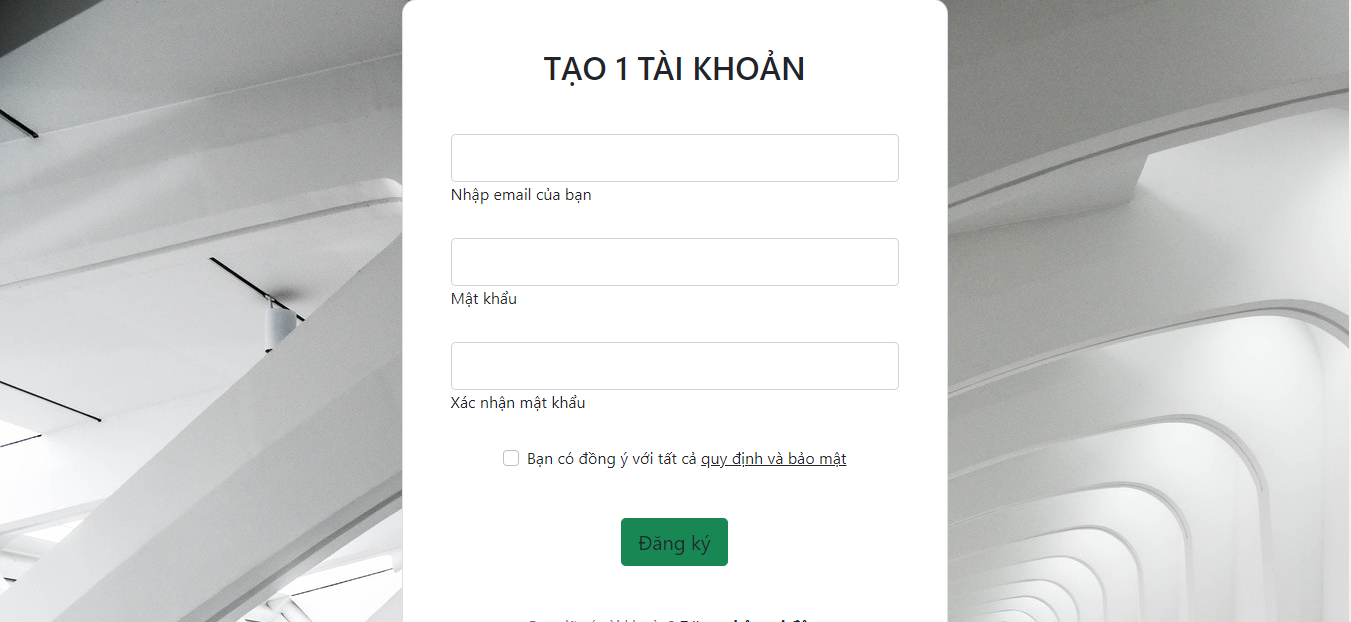 TẠO 1 TÀI KHOẢN
Nhập email của bạn
Mật khẩu
Xác nhận mật khẩu
Bạn có đồng ý với tất cả quy định và bảo mật
Đăng ký